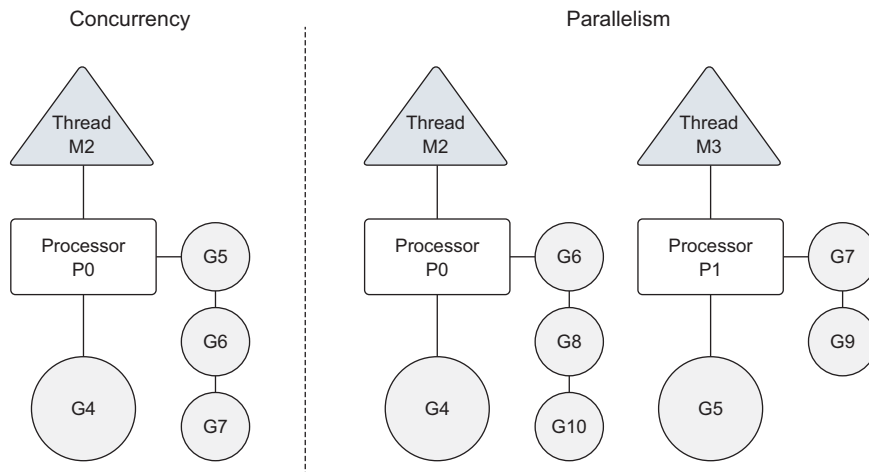 Concurrency
Thread
M2
Processor
P0
G5
G6
G7
G4
Parallelism
Thread
M2
Processor
P0
G6
G8
G10
G4
Thread
M3
Processor
P1
G7
G9
G5